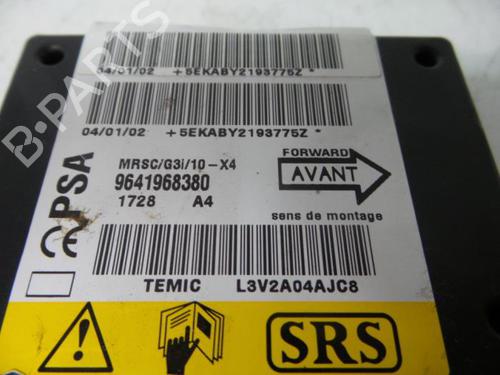 04/01/02 +5EKABY2193775Z*
04/01/02 +5EKABY2193775Z*
B-PARTS
PSA
MRSC/G3i/10-X4
9641968380
1728 A4
FORWARD
AVANT
sens de montage
TEMIC L3V2A04AJC8
SRS